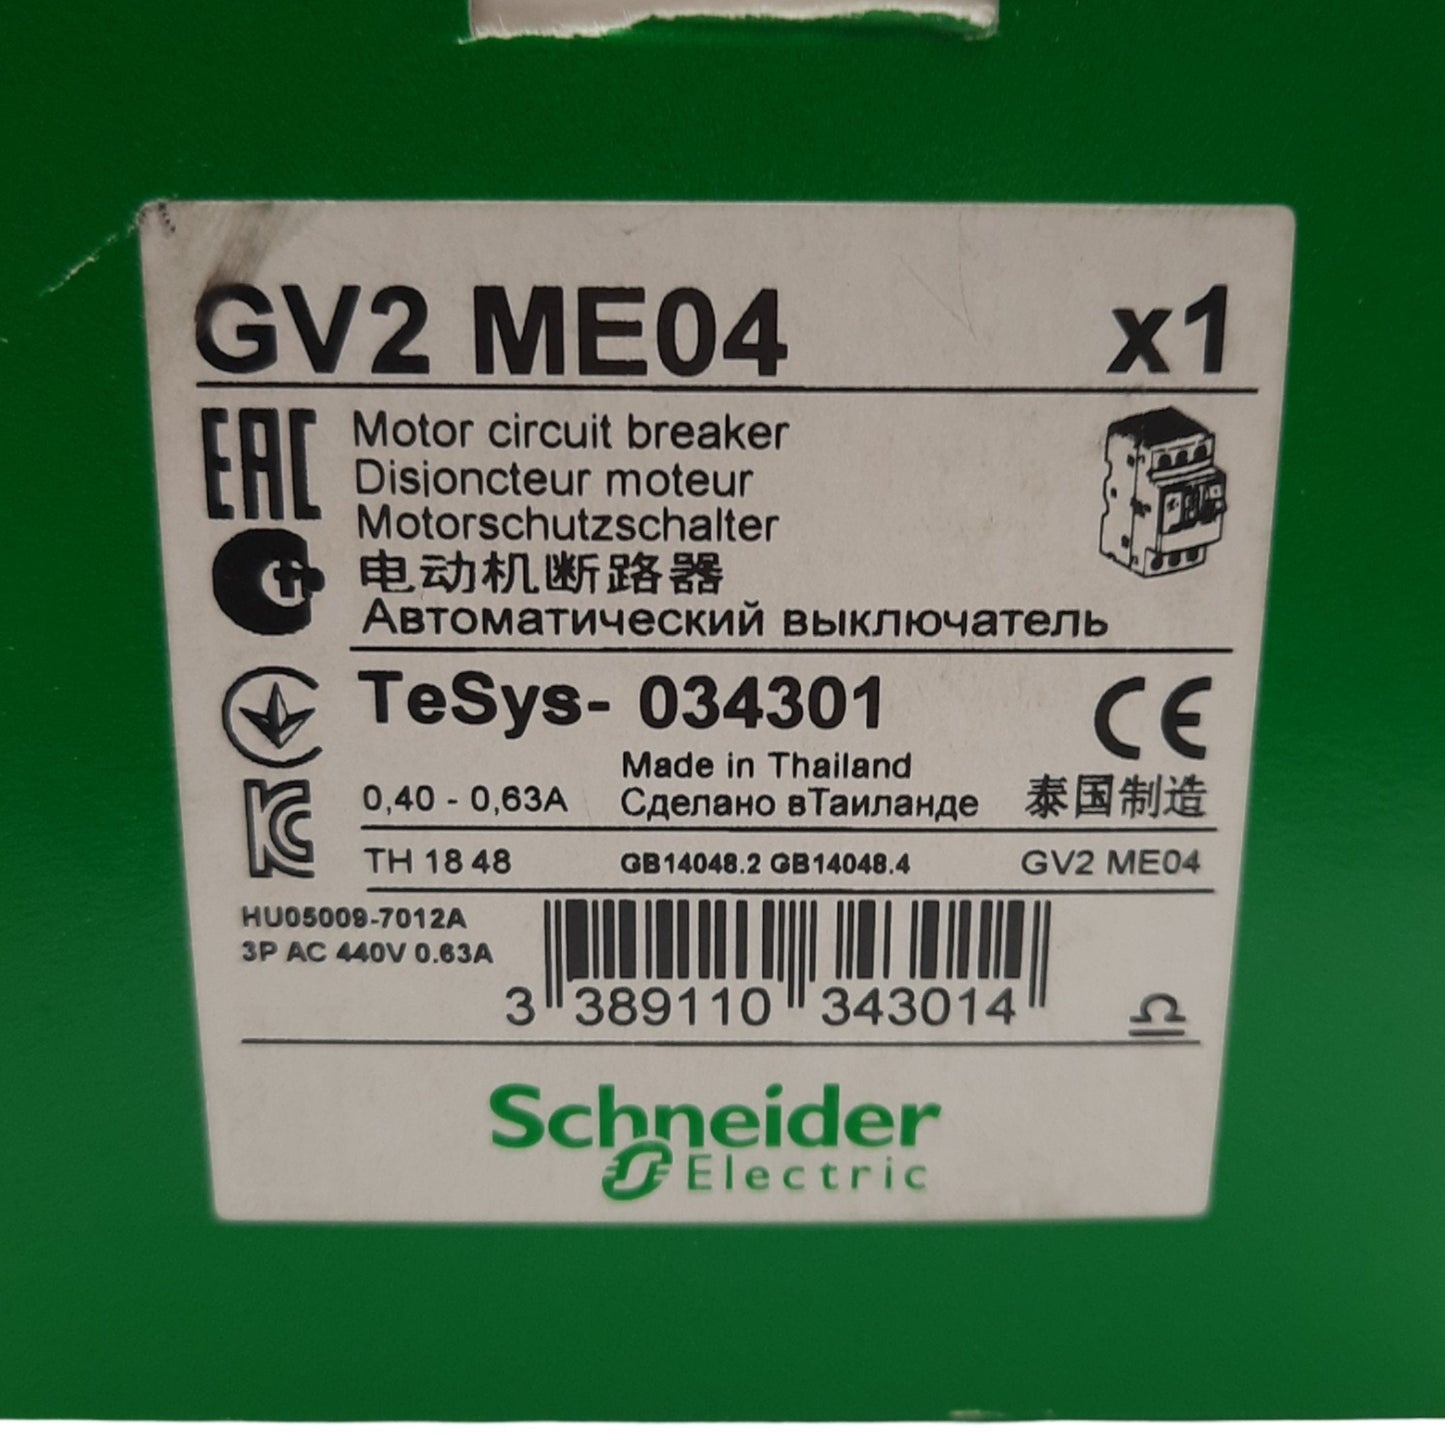 GV2 ME04 x1
EAC
Motor circuit breaker
Disjoncteur moteur
Motorschutzschalter
电动机断路器
Автоматический выключатель
TeSys- 034301 CE
Made in Thailand
0,40 - 0,63A Сделано вТаиланде 泰国制造
TH 18 48 GB14048.2 GB14048.4 GV2 ME04
HU05009-7012A
3P AC 440V 0.63A
3 389110 343014
Schneider
Electric